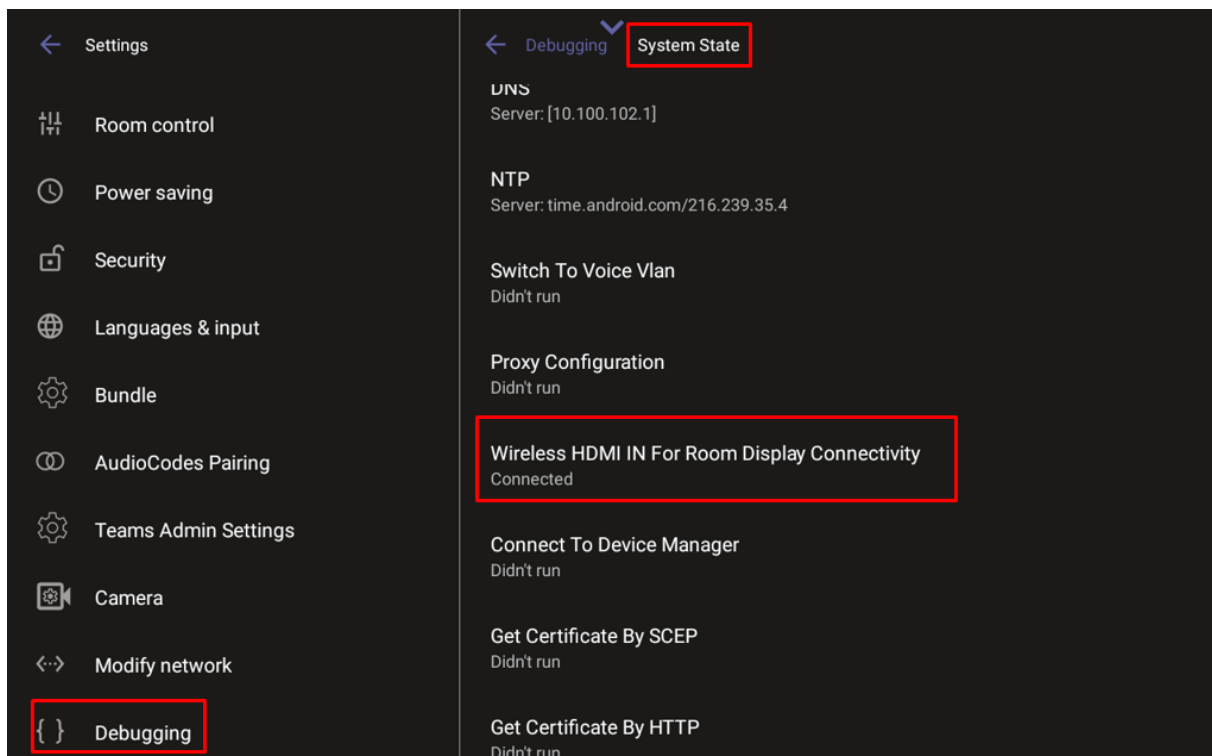 Settings
Room control
Power saving
Security
Languages & input
Bundle
AudioCodes Pairing
Teams Admin Settings
Camera
Modify network
Debugging
Debugging System State
DNS
Server: [10.100.102.1]
NTP
Server: time.android.com/216.239.35.4
Switch To Voice Vlan
Didn't run
Proxy Configuration
Didn't run
Wireless HDMI IN For Room Display Connectivity
Connected
Connect To Device Manager
Didn't run
Get Certificate By SCEP
Didn't run
Get Certificate By HTTP
Didn't run